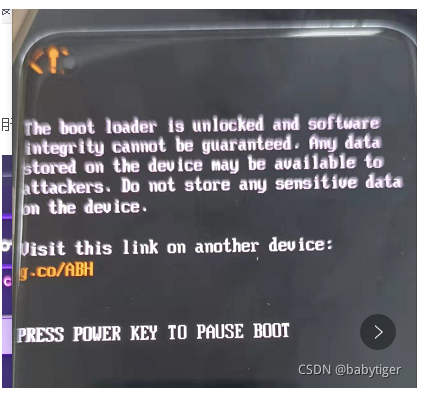 <!>
The boot loader is unlocked and software
integrity cannot be guaranteed. Any data
stored on the device may be available to
attackers. Do not store any sensitive data
on the device.
Visit this link on another device:
g.co/ABH
PRESS POWER KEY TO PAUSE BOOT
CSDN @babytiger